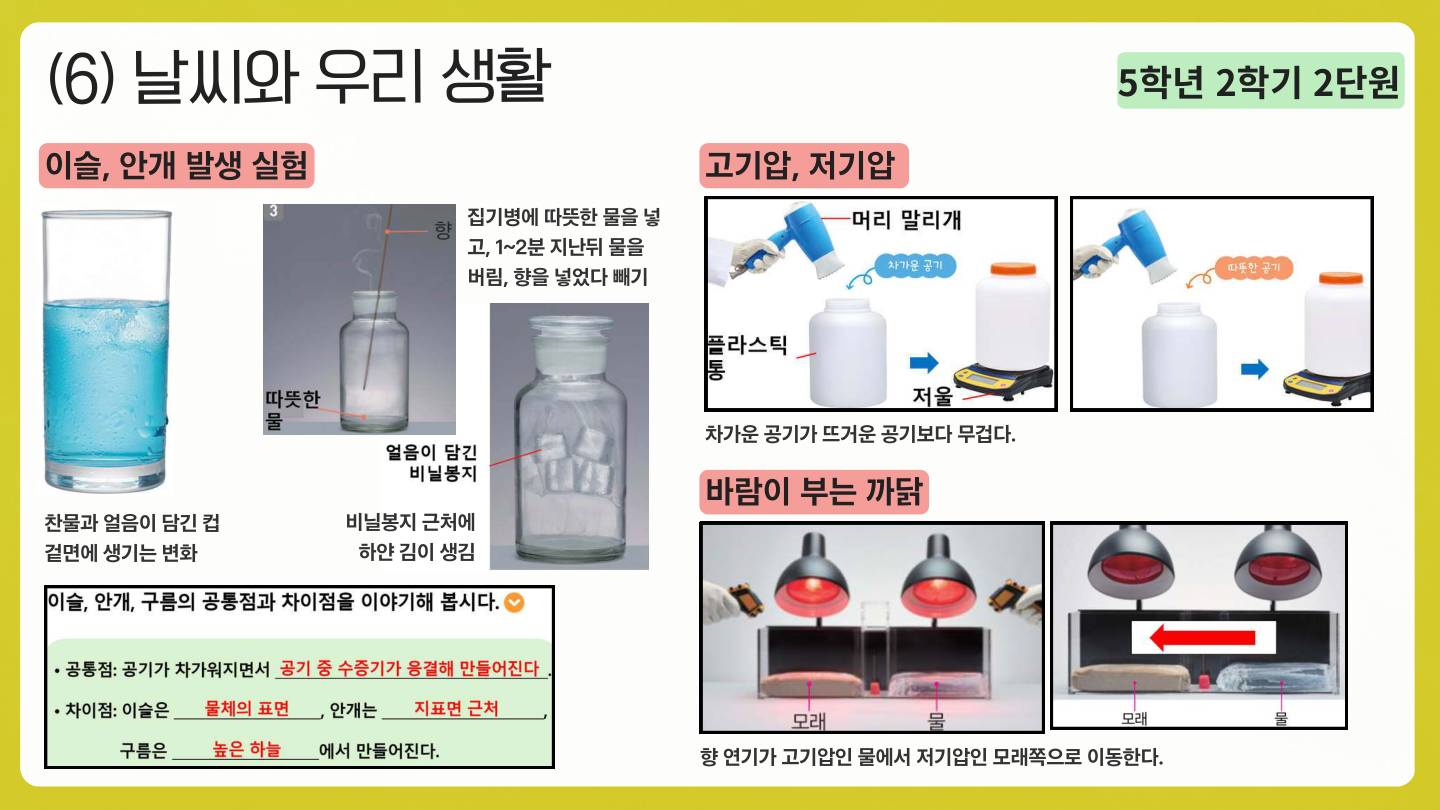 (6) 날씨와 우리 생활
5학년 2학기 2단원
이슬, 안개 발생 실험
3
향
따뜻한
물
집기병에 따뜻한 물을 넣
고, 1~2분 지난뒤 물을
버림, 향을 넣었다 빼기
얼음이 담긴
비닐봉지
찬물과 얼음이 담긴 컵
겉면에 생기는 변화
비닐봉지 근처에
하얀 김이 생김
이슬, 안개, 구름의 공통점과 차이점을 이야기해 봅시다.
• 공통점: 공기가 차가워지면서 공기 중 수증기가 응결해 만들어진다.
• 차이점: 이슬은 물체의 표면, 안개는 지표면 근처,
구름은 높은 하늘에서 만들어진다.
고기압, 저기압
머리 말리개
차가운 공기
플라스틱
통
저울
따뜻한 공기
차가운 공기가 뜨거운 공기보다 무겁다.
바람이 부는 까닭
모래
물
모래
물
향 연기가 고기압인 물에서 저기압인 모래쪽으로 이동한다.